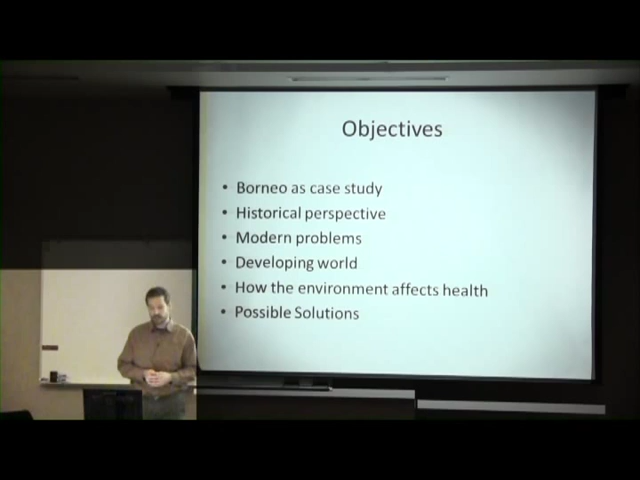 Objectives
• Borneo as case study
• Historical perspective
• Modern problems
• Developing world
• How the environment affects health
• Possible Solutions